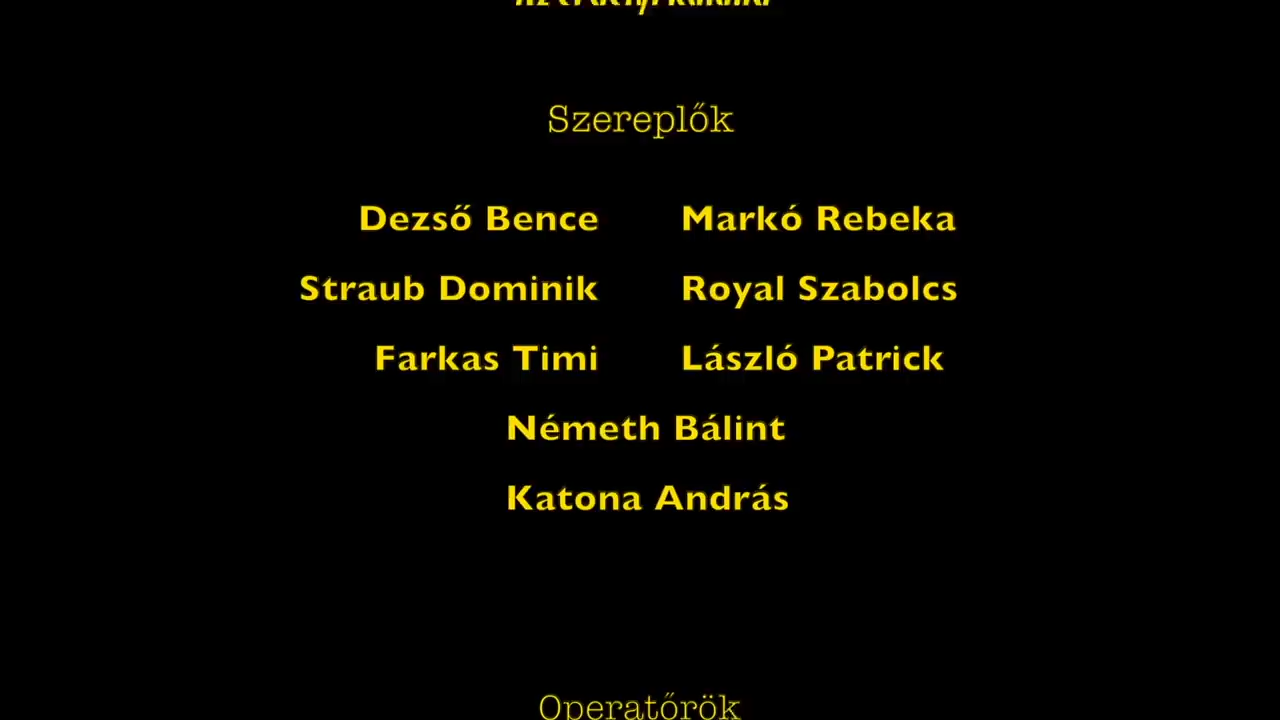 Szereplők
Dezső Bence Markó Rebeka
Straub Dominik Royal Szabolcs
Farkas Timi László Patrick
Németh Bálint
Katona András
Operatőrök